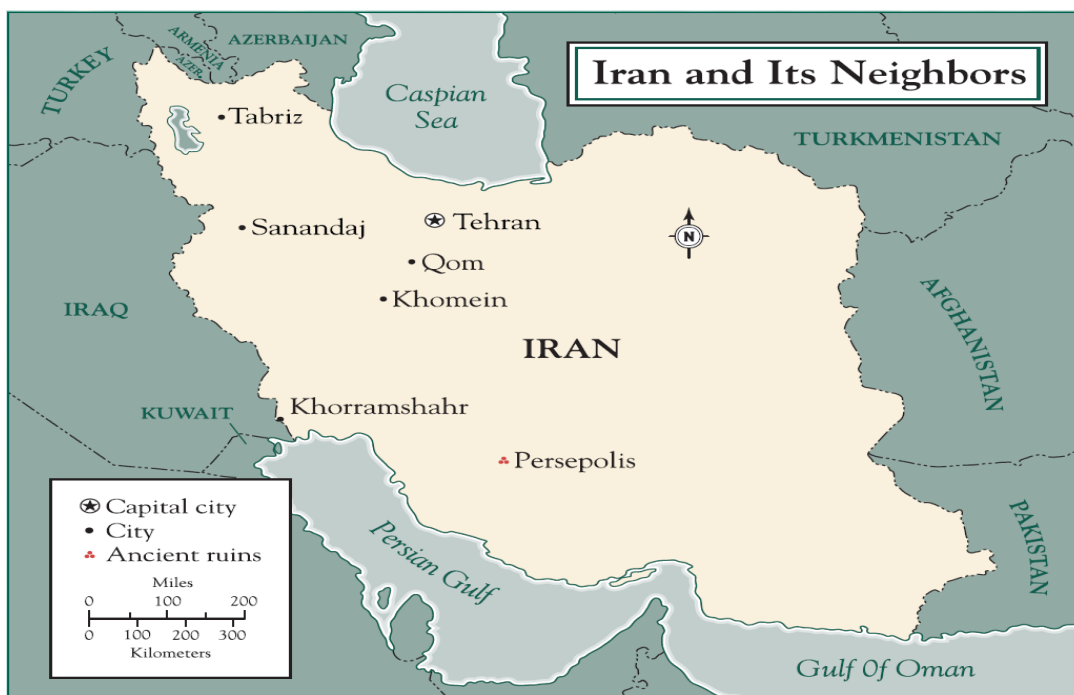 Iran and Its Neighbors
TURKEY
ARMENIA
AZER.
AZERBAIJAN
Caspian
Sea
TURKMENISTAN
Tabriz
Sanandaj
Tehran
N
Qom
Khomein
IRAQ
IRAN
AFGHANISTAN
Khorramshahr
KUWAIT
Persepolis
PAKISTAN
Persian Gulf
Gulf Of Oman
Capital city
City
Ancient ruins
Miles
0 100 200
0 100 200 300
Kilometers